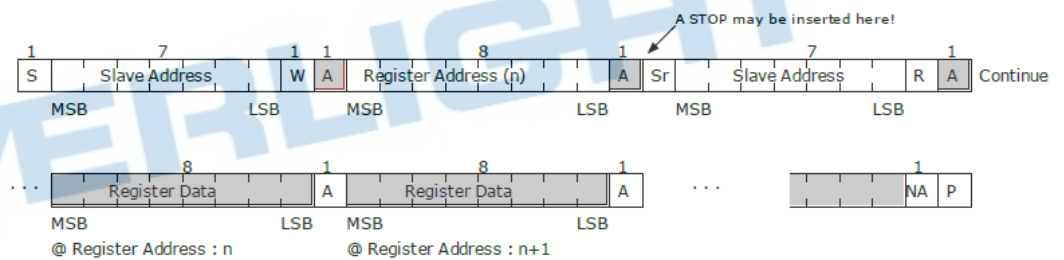 A STOP may be inserted here!
1 7 1 1 8 1 7 1
S Slave Address W A Register Address (n) A Sr Slave Address R A Continue
MSB LSB MSB LSB MSB LSB
8 1 8 1 1
... Register Data A Register Data A ... NA P
MSB LSB MSB LSB
@ Register Address : n @ Register Address : n+1